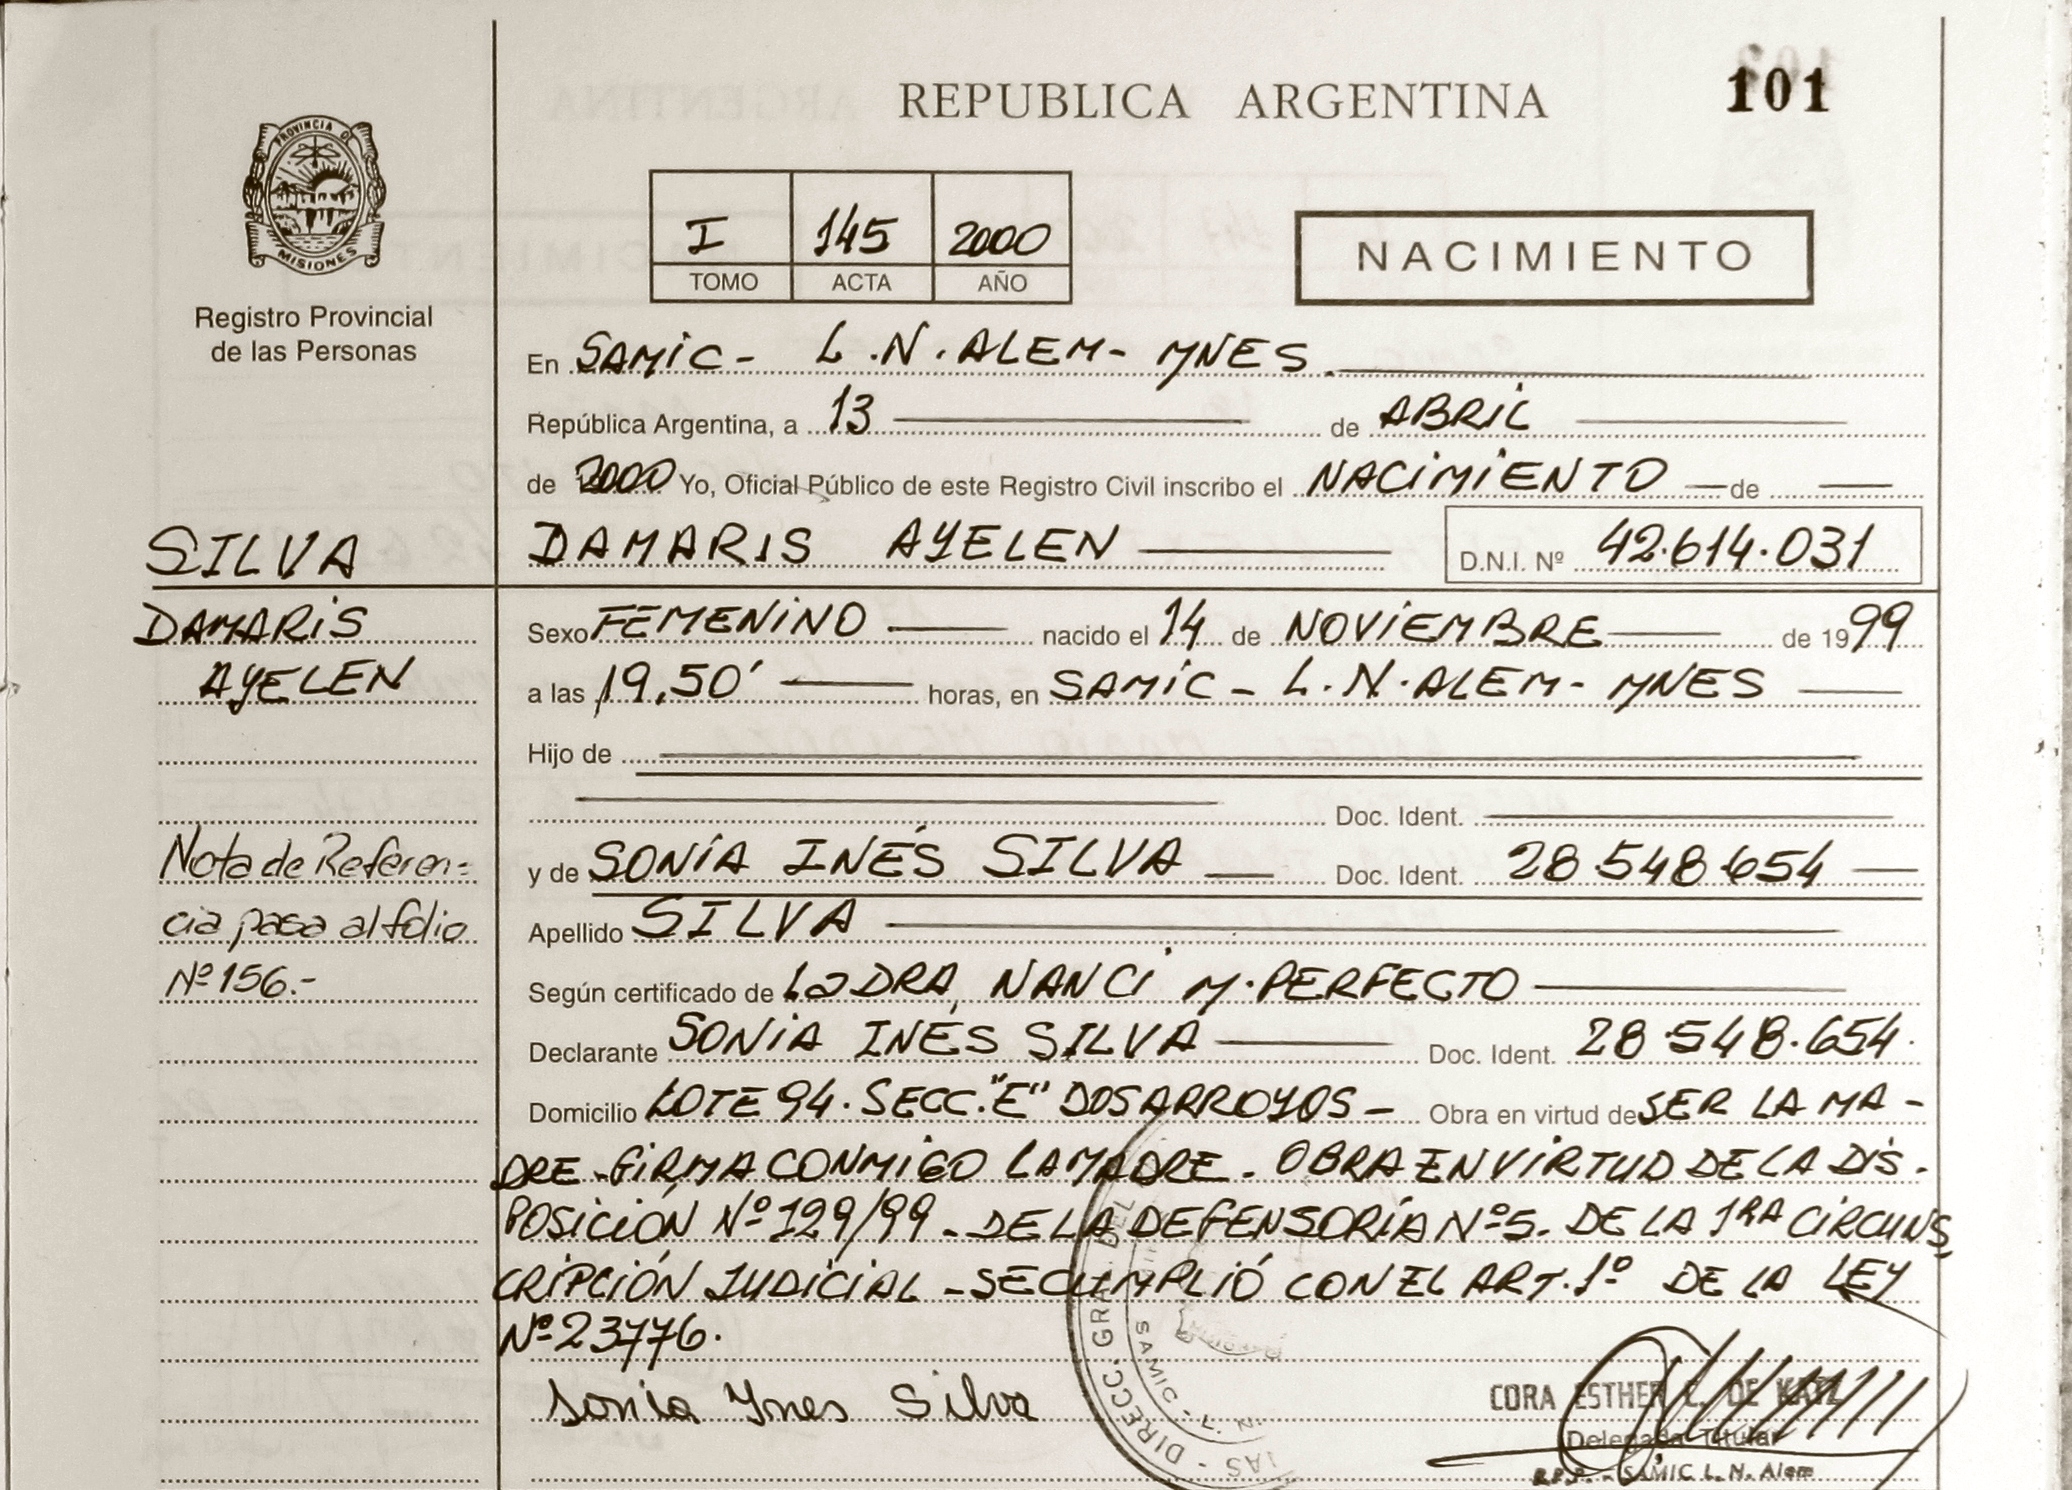 REPUBLICA ARGENTINA
101
PROVINCIA D
MISIONES
Registro Provincial
de las Personas
I 145 2000
TOMO ACTA AÑO
NACIMIENTO
En SAMIC - L.N. ALEM - MNES
República Argentina, a 13 de ABRIL
de 2000 Yo, Oficial Público de este Registro Civil inscribo el NACIMIENTO de
SILVA
DAMARIS AYELEN D.N.I. Nº 42.614.031
DAMARIS
AYELEN
Sexo FEMENINO nacido el 14 de NOVIEMBRE de 1999
a las 19.50' horas, en SAMIC - L.N. ALEM - MNES
Hijo de
Doc. Ident.
y de SONIA INÉS SILVA Doc. Ident. 28.548.654
Apellido SILVA
Nota de Referen-
cia pasa al folio
Nº 156.-
Según certificado de La DRA. NANCI M. PERFECTO
Declarante SONIA INÉS SILVA Doc. Ident. 28.548.654.
Domicilio LOTE 94. SECC. "E" DOS ARROYOS - Obra en virtud de SER LA MA-
DRE - FIRMA CONMIGO LA MADRE. OBRA EN VIRTUD DE LA DIS-
POSICIÓN Nº 129/99 - DE LA DEFENSORÍA Nº 5. DE LA 1RA CIRCUNS
CRIPCIÓN JUDICIAL - SE CUMPLIÓ CON EL ART. 1º DE LA LEY
Nº 23776.
Sonia Ynes Silva
CORA ESTHER C. DE KATZ
Delegada Titular
R.P.P. - SAMIC L. N. Alem
DIRECC. GRAL. DEL
SAMIC - L. N.